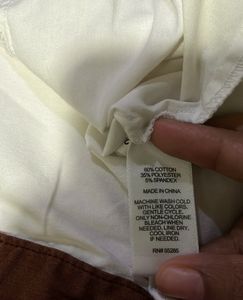 60% COTTON
35% POLYESTER
5% SPANDEX
MADE IN CHINA
MACHINE WASH COLD
WITH LIKE COLORS.
GENTLE CYCLE.
ONLY NON-CHLORINE
BLEACH WHEN
NEEDED. LINE DRY.
COOL IRON
IF NEEDED.
RN# 55285